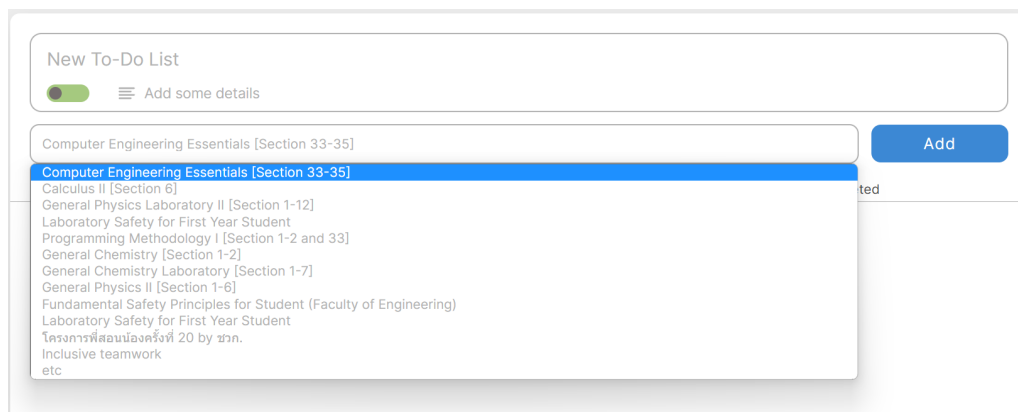 New To-Do List
Add some details
Computer Engineering Essentials [Section 33-35]
Add
Computer Engineering Essentials [Section 33-35]
Calculus II [Section 6]
eted
General Physics Laboratory II [Section 1-12]
Laboratory Safety for First Year Student
Programming Methodology I [Section 1-2 and 33]
General Chemistry [Section 1-2]
General Chemistry Laboratory [Section 1-7]
General Physics II [Section 1-6]
Fundamental Safety Principles for Student (Faculty of Engineering)
Laboratory Safety for First Year Student
โครงการพี่สอนน้องครั้งที่ 20 by ชวภ.
Inclusive teamwork
etc